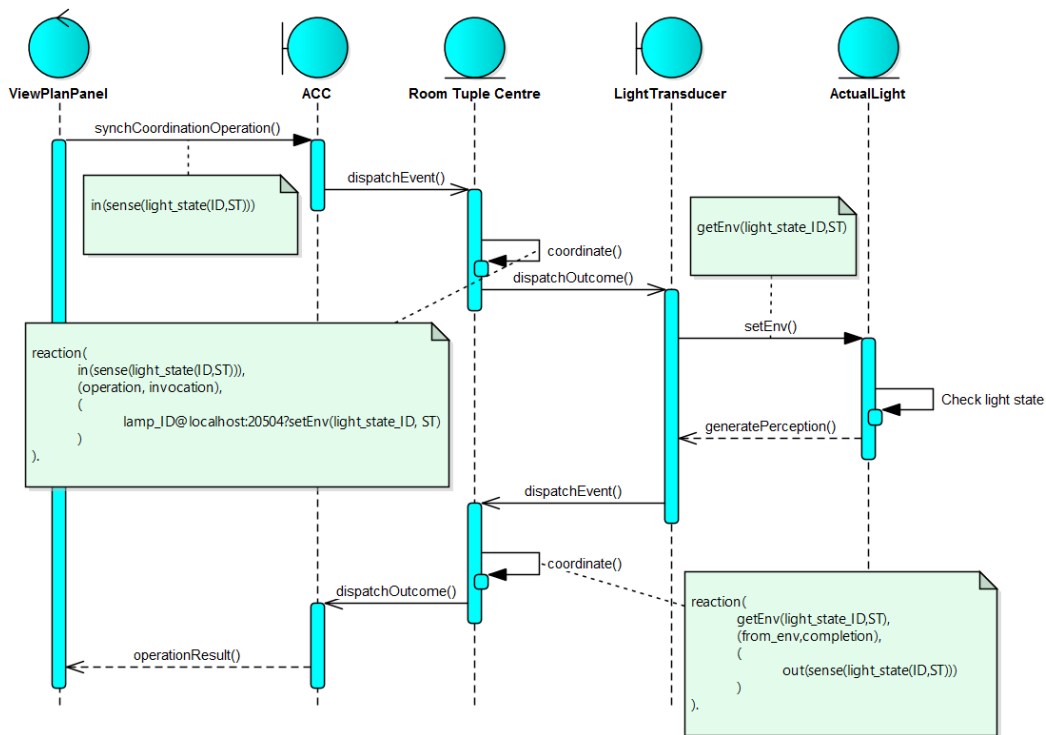 ViewPlanPanel
ACC
Room Tuple Centre
LightTransducer
ActualLight
synchCoordinationOperation()
in(sense(light_state(ID,ST)))
dispatchEvent()
coordinate()
dispatchOutcome()
getEnv(light_state_ID,ST)
setEnv()
reaction(
in(sense(light_state(ID,ST))),
(operation, invocation),
(
lamp_ID@localhost:20504?setEnv(light_state_ID, ST)
)
).
Check light state
generatePerception()
dispatchEvent()
coordinate()
dispatchOutcome()
operationResult()
reaction(
getEnv(light_state_ID,ST),
(from_env,completion),
(
out(sense(light_state(ID,ST)))
)
).